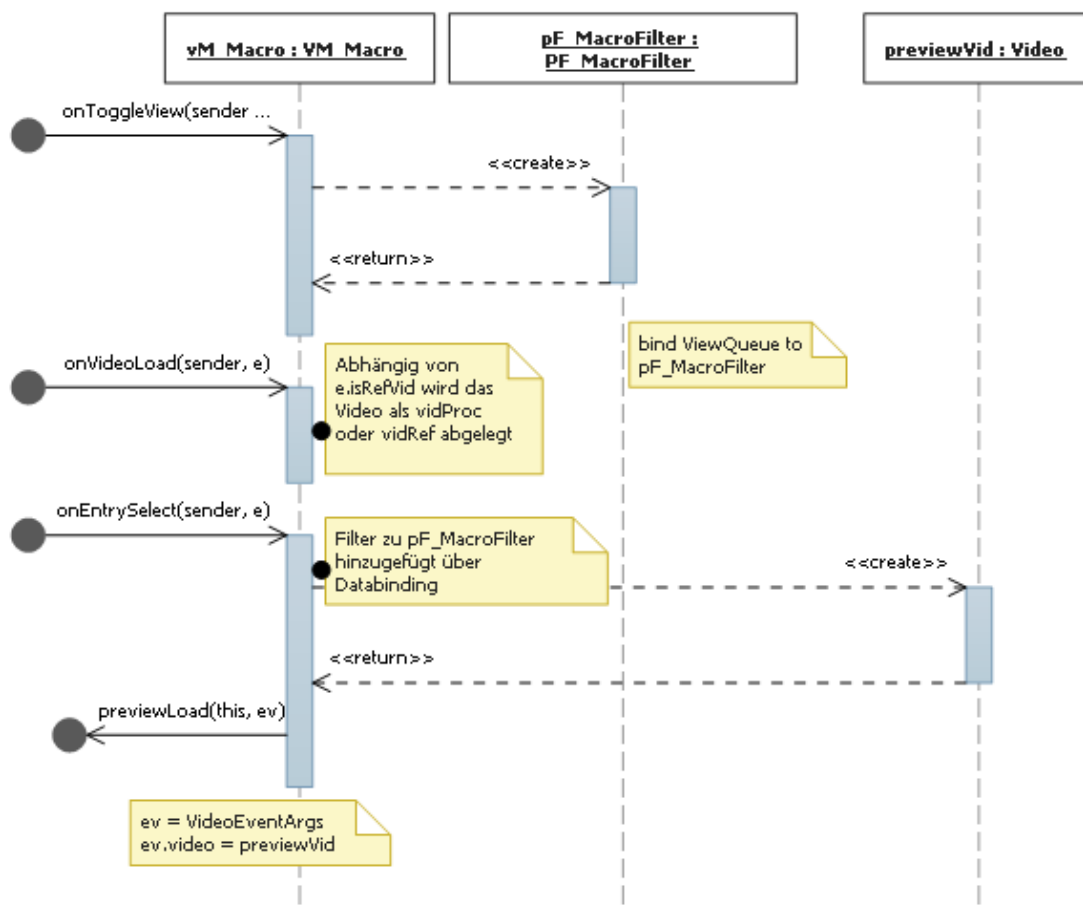 vM_Macro : VM_Macro
pF_MacroFilter :
PF_MacroFilter
previewVid : Video
onToggleView(sender ...
<<create>>
<<return>>
bind ViewQueue to
pF_MacroFilter
onVideoLoad(sender, e)
Abhängig von
e.isRefVid wird das
Video als vidProc
oder vidRef abgelegt
onEntrySelect(sender, e)
Filter zu pF_MacroFilter
hinzugefügt über
Databinding
<<create>>
<<return>>
previewLoad(this, ev)
ev = VideoEventArgs
ev.video = previewVid